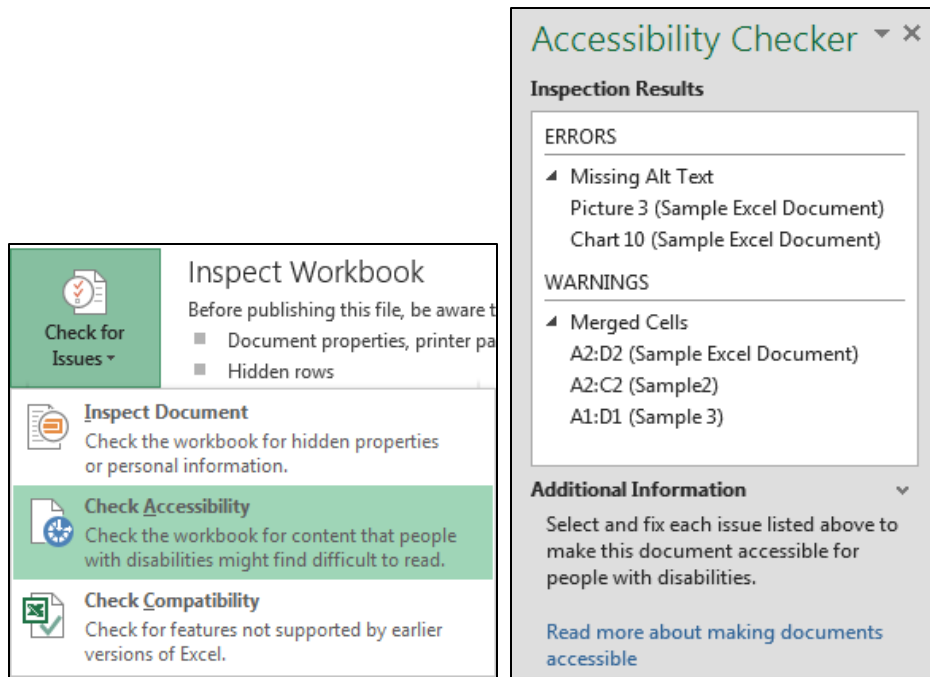 Check for
Issues
Inspect Workbook
Before publishing this file, be aware t
Document properties, printer pa
Hidden rows
Inspect Document
Check the workbook for hidden properties
or personal information.
Check Accessibility
Check the workbook for content that people
with disabilities might find difficult to read.
Check Compatibility
Check for features not supported by earlier
versions of Excel.
Accessibility Checker
Inspection Results
ERRORS
Missing Alt Text
Picture 3 (Sample Excel Document)
Chart 10 (Sample Excel Document)
WARNINGS
Merged Cells
A2:D2 (Sample Excel Document)
A2:C2 (Sample2)
A1:D1 (Sample 3)
Additional Information
Select and fix each issue listed above to
make this document accessible for
people with disabilities.
Read more about making documents
accessible